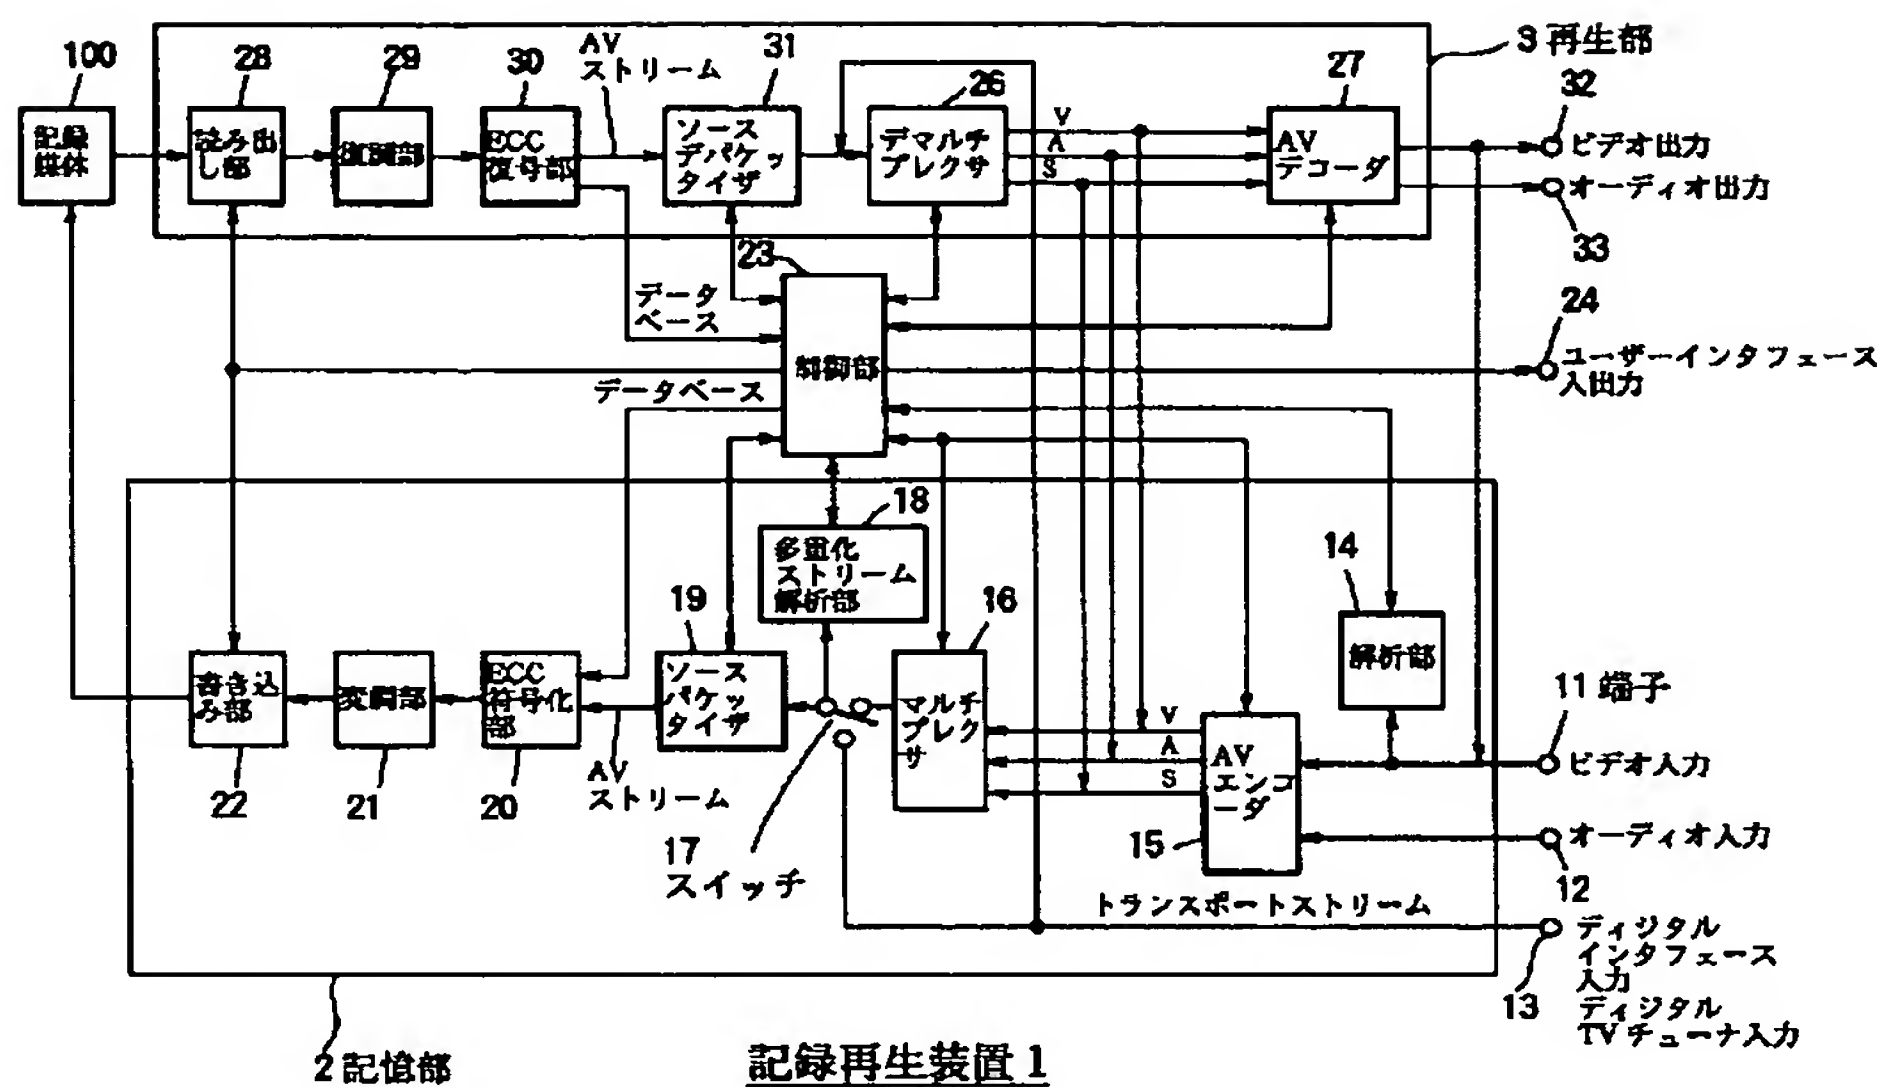 100
28
29
30
AV
ストリーム
31
26
27
3 再生部
32
記録
媒体
読み出
し部
復調部
ECC
復号部
ソース
デパケッ
タイザ
デマルチ
プレクサ
V
A
S
AV
デコーダ
ビデオ出力
オーディオ出力
33
23
データ
ベース
制御部
24
ユーザーインタフェース
入出力
データベース
18
多重化
ストリーム
解析部
14
解析部
19
16
書き込
み部
変調部
ECC
符号化
部
ソース
パケッ
タイザ
マルチ
プレク
サ
V
A
S
AV
エンコ
ーダ
11 端子
ビデオ入力
22
21
20
AV
ストリーム
17
スイッチ
15
オーディオ入力
12
トランスポートストリーム
ディジタル
インタフェース
入力
13
ディジタル
TVチューナ入力
2 記憶部
記録再生装置1